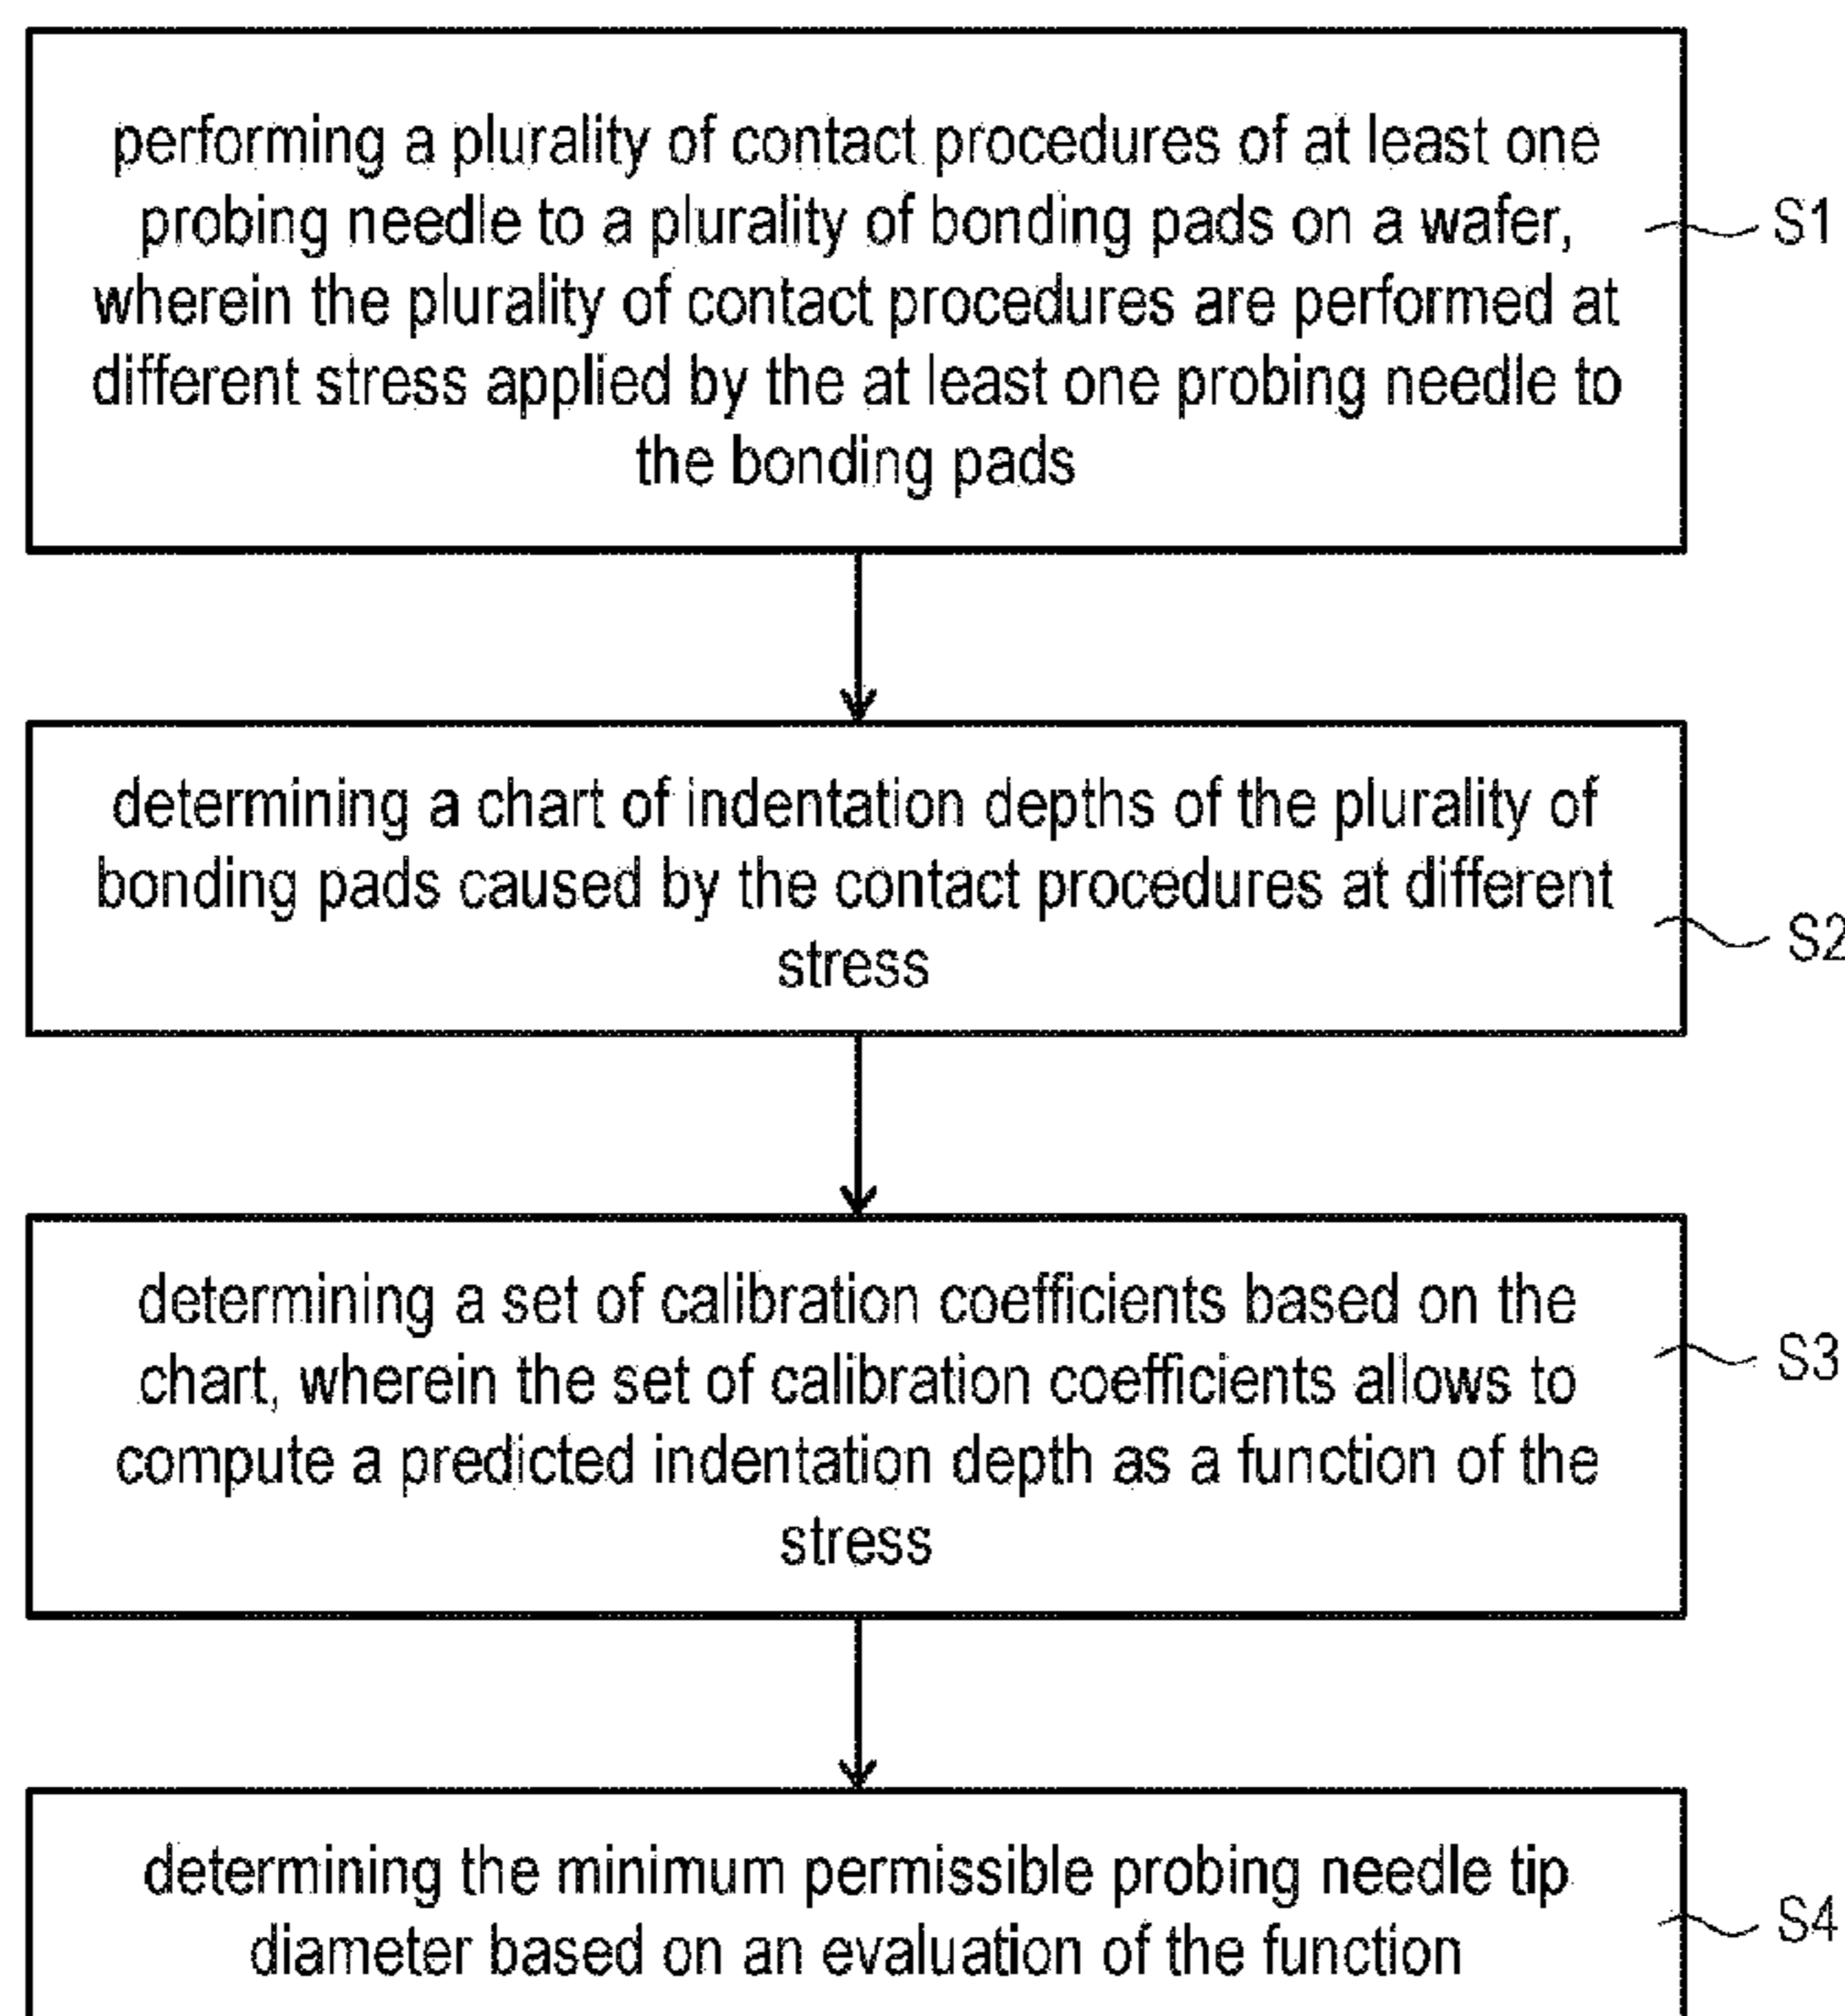 performing a plurality of contact procedures of at least one
probing needle to a plurality of bonding pads on a wafer,
wherein the plurality of contact procedures are performed at
different stress applied by the at least one probing needle to
the bonding pads
S1
determining a chart of indentation depths of the plurality of
bonding pads caused by the contact procedures at different
stress
S2
determining a set of calibration coefficients based on the
chart, wherein the set of calibration coefficients allows to
compute a predicted indentation depth as a function of the
stress
S3
determining the minimum permissible probing needle tip
diameter based on an evaluation of the function
S4